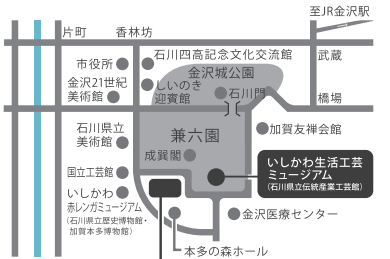 至JR金沢駅
片町
香林坊
武蔵
石川四高記念文化交流館
市役所
金沢城公園
しいのき
迎賓館
金沢21世紀
美術館
石川門
橋場
石川県立
美術館
兼六園
加賀友禅会館
成巽閣
国立工芸館
いしかわ生活工芸
ミュージアム
(石川県立伝統産業工芸館)
いしかわ
赤レンガミュージアム
(石川県立歴史博物館・
加賀本多博物館)
金沢医療センター
本多の森ホール